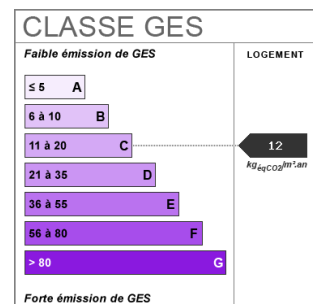 CLASSE GES
Faible émission de GES
LOGEMENT
≤ 5 A
6 à 10 B
11 à 20 C
12
kgéqCO2/m².an
21 à 35 D
36 à 55 E
56 à 80 F
> 80 G
Forte émission de GES